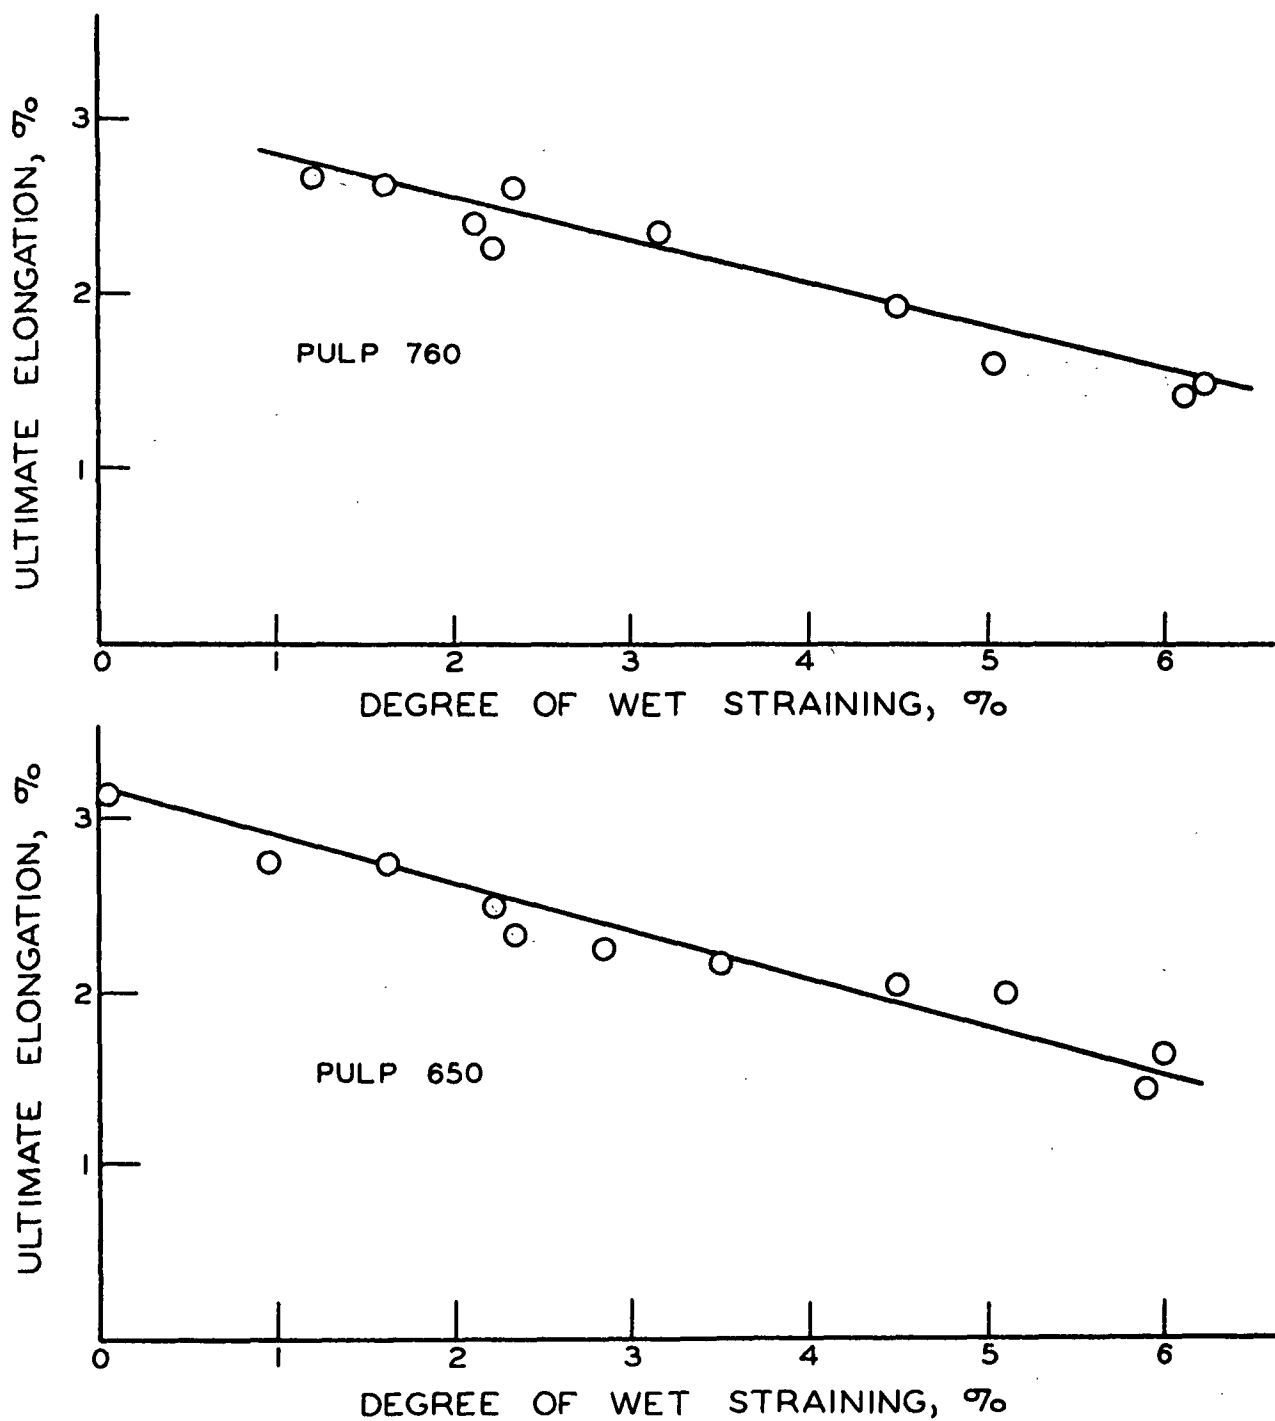 ULTIMATE ELONGATION, %
3
2
1
PULP 760
0 1 2 3 4 5 6
DEGREE OF WET STRAINING, %
ULTIMATE ELONGATION, %
3
2
1
PULP 650
0 1 2 3 4 5 6
DEGREE OF WET STRAINING, %